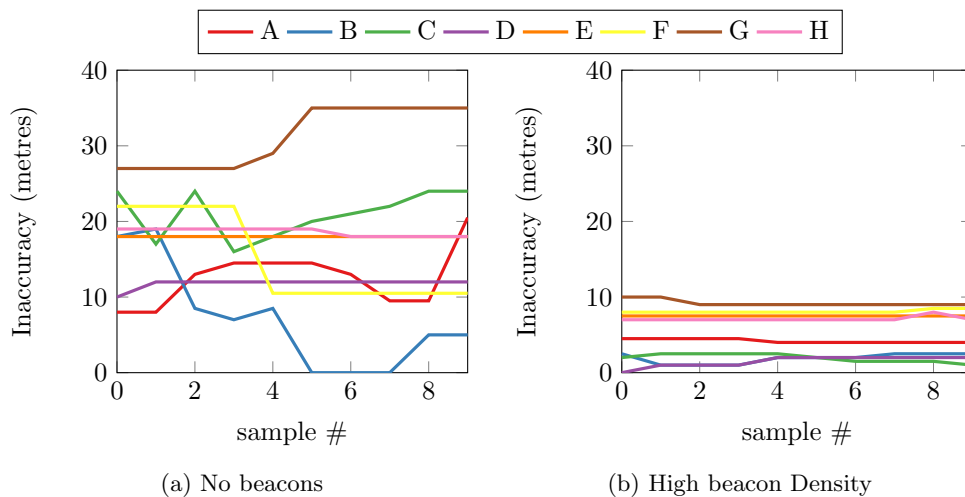 A B C D E F G H
40
30
20
10
0
0 2 4 6 8
Inaccuracy (metres)
sample #
(a) No beacons
40
30
20
10
0
0 2 4 6 8
Inaccuracy (metres)
sample #
(b) High beacon Density